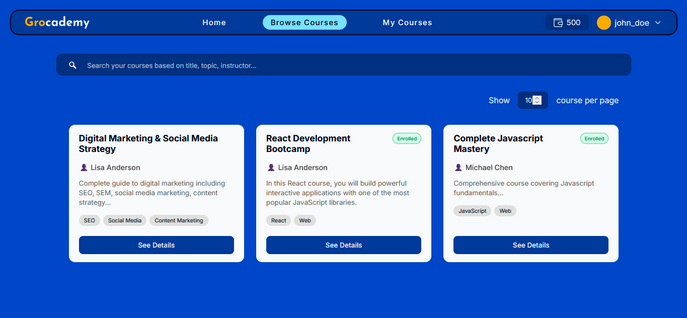 Grocademy Home Browse Courses My Courses 500 john_doe
Search your courses based on title, topic, instructor...
Show 10 course per page
Digital Marketing & Social Media
Strategy
Lisa Anderson
Complete guide to digital marketing including
SEO, SEM, social media marketing, content
strategy...
SEO Social Media Content Marketing
See Details
React Development
Bootcamp
Enrolled
Lisa Anderson
In this React course, you will build powerful
interactive applications with one of the most
popular JavaScript libraries.
React Web
See Details
Complete Javascript
Mastery
Enrolled
Michael Chen
Comprehensive course covering Javascript
fundamentals...
JavaScript Web
See Details